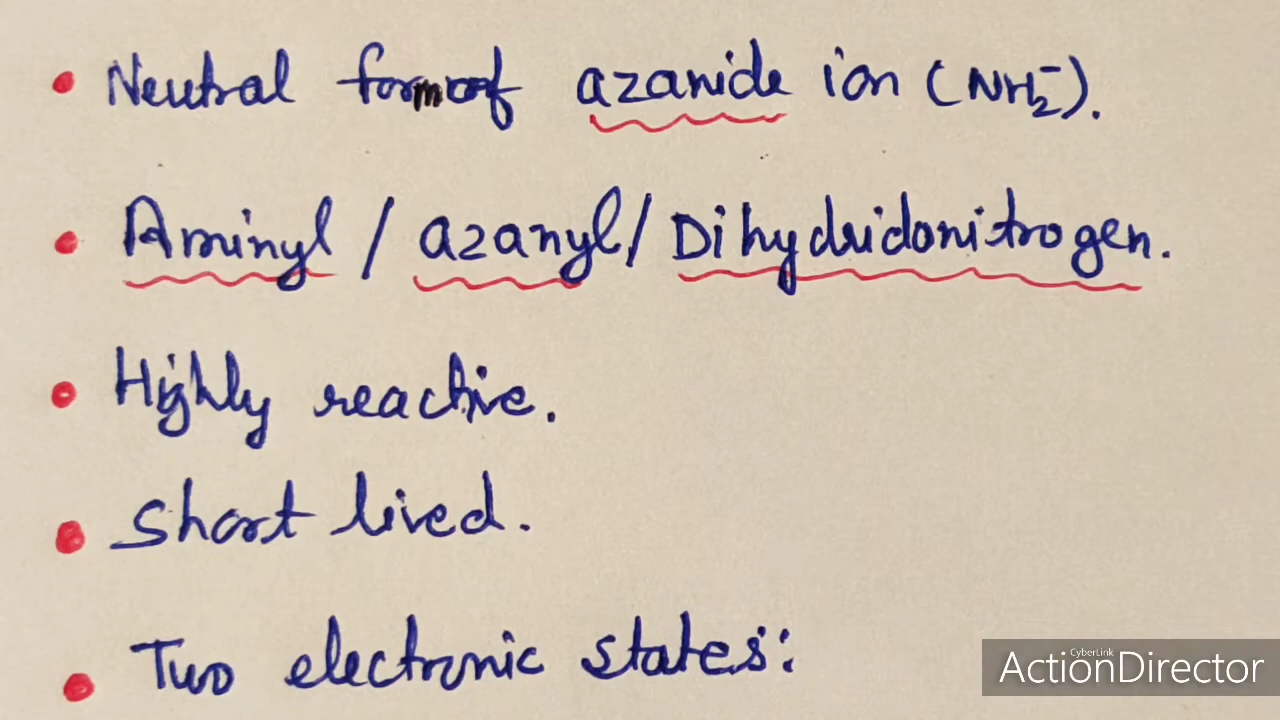 • Neutral form of azanide ion (NH₂⁻).
• Aminyl / azanyl / Dihydridonitrogen.
• Highly reactive.
• Short lived.
• Two electronic states:
CyberLink
ActionDirector